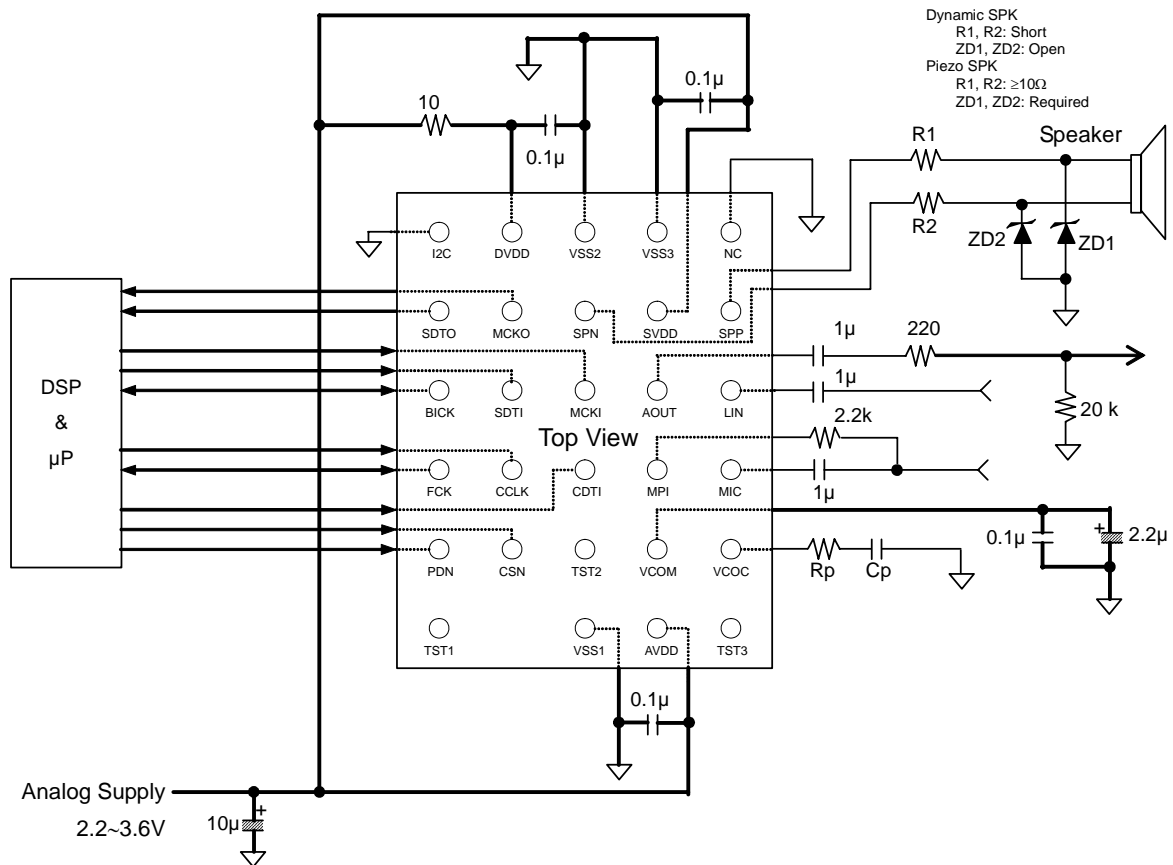 Dynamic SPK
R1, R2: Short
ZD1, ZD2: Open
Piezo SPK
R1, R2: ≥10Ω
ZD1, ZD2: Required
0.1µ
10
0.1µ
R1
Speaker
R2
ZD2
ZD1
I2C
DVDD
VSS2
VSS3
NC
SDTO
MCKO
SPN
SVDD
SPP
1µ
220
DSP
&
µP
BICK
SDTI
MCKI
AOUT
LIN
1µ
20 k
Top View
2.2k
FCK
CCLK
CDTI
MPI
MIC
1µ
0.1µ
+
2.2µ
PDN
CSN
TST2
VCOM
VCOC
Rp
Cp
TST1
VSS1
AVDD
TST3
0.1µ
Analog Supply
2.2~3.6V
10µ
+